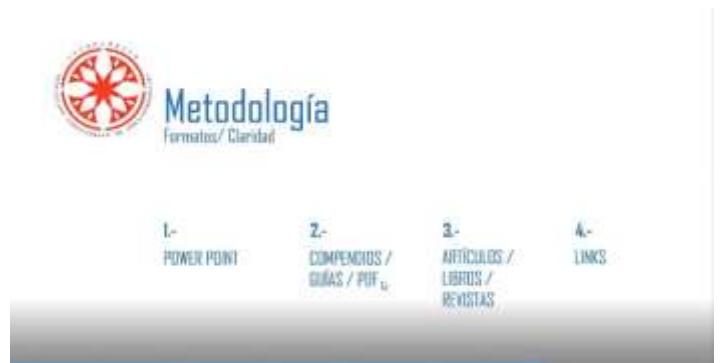 Metodología
Formatos/ Claridad
1.-
POWER POINT
2.-
COMPENDIOS /
GUÍAS / PDF
3.-
ARTÍCULOS /
LIBROS /
REVISTAS
4.-
LINKS